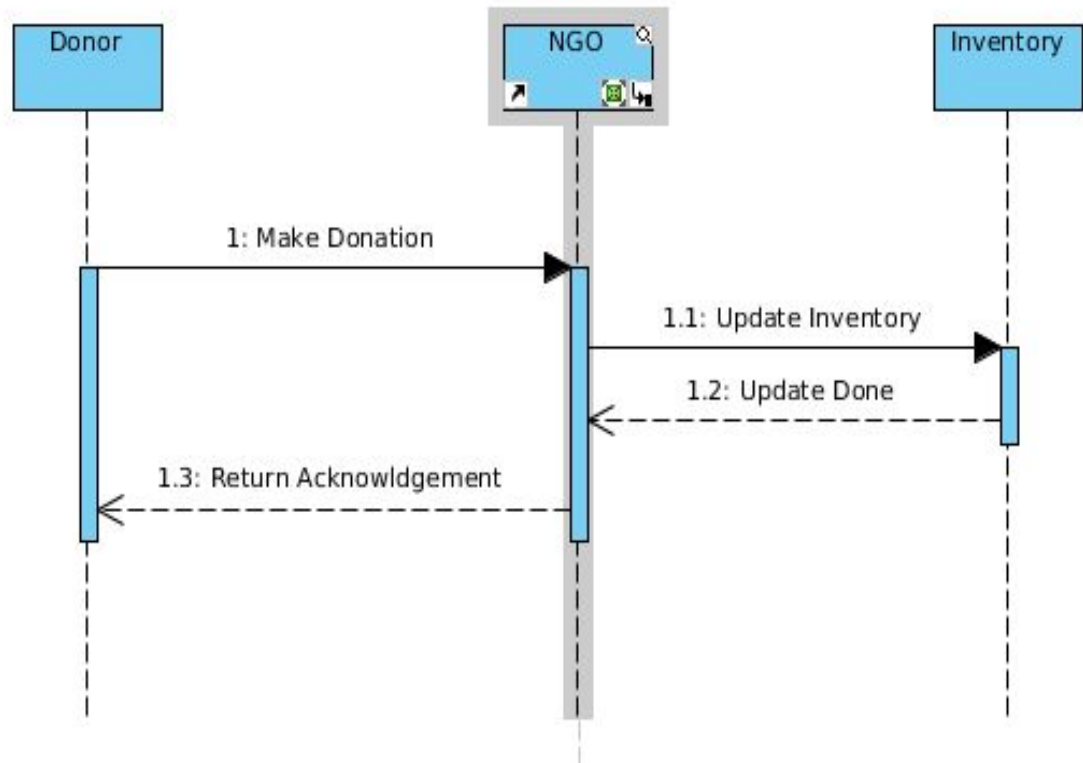 Donor
NGO
Inventory
1: Make Donation
1.1: Update Inventory
1.2: Update Done
1.3: Return Acknowldgement